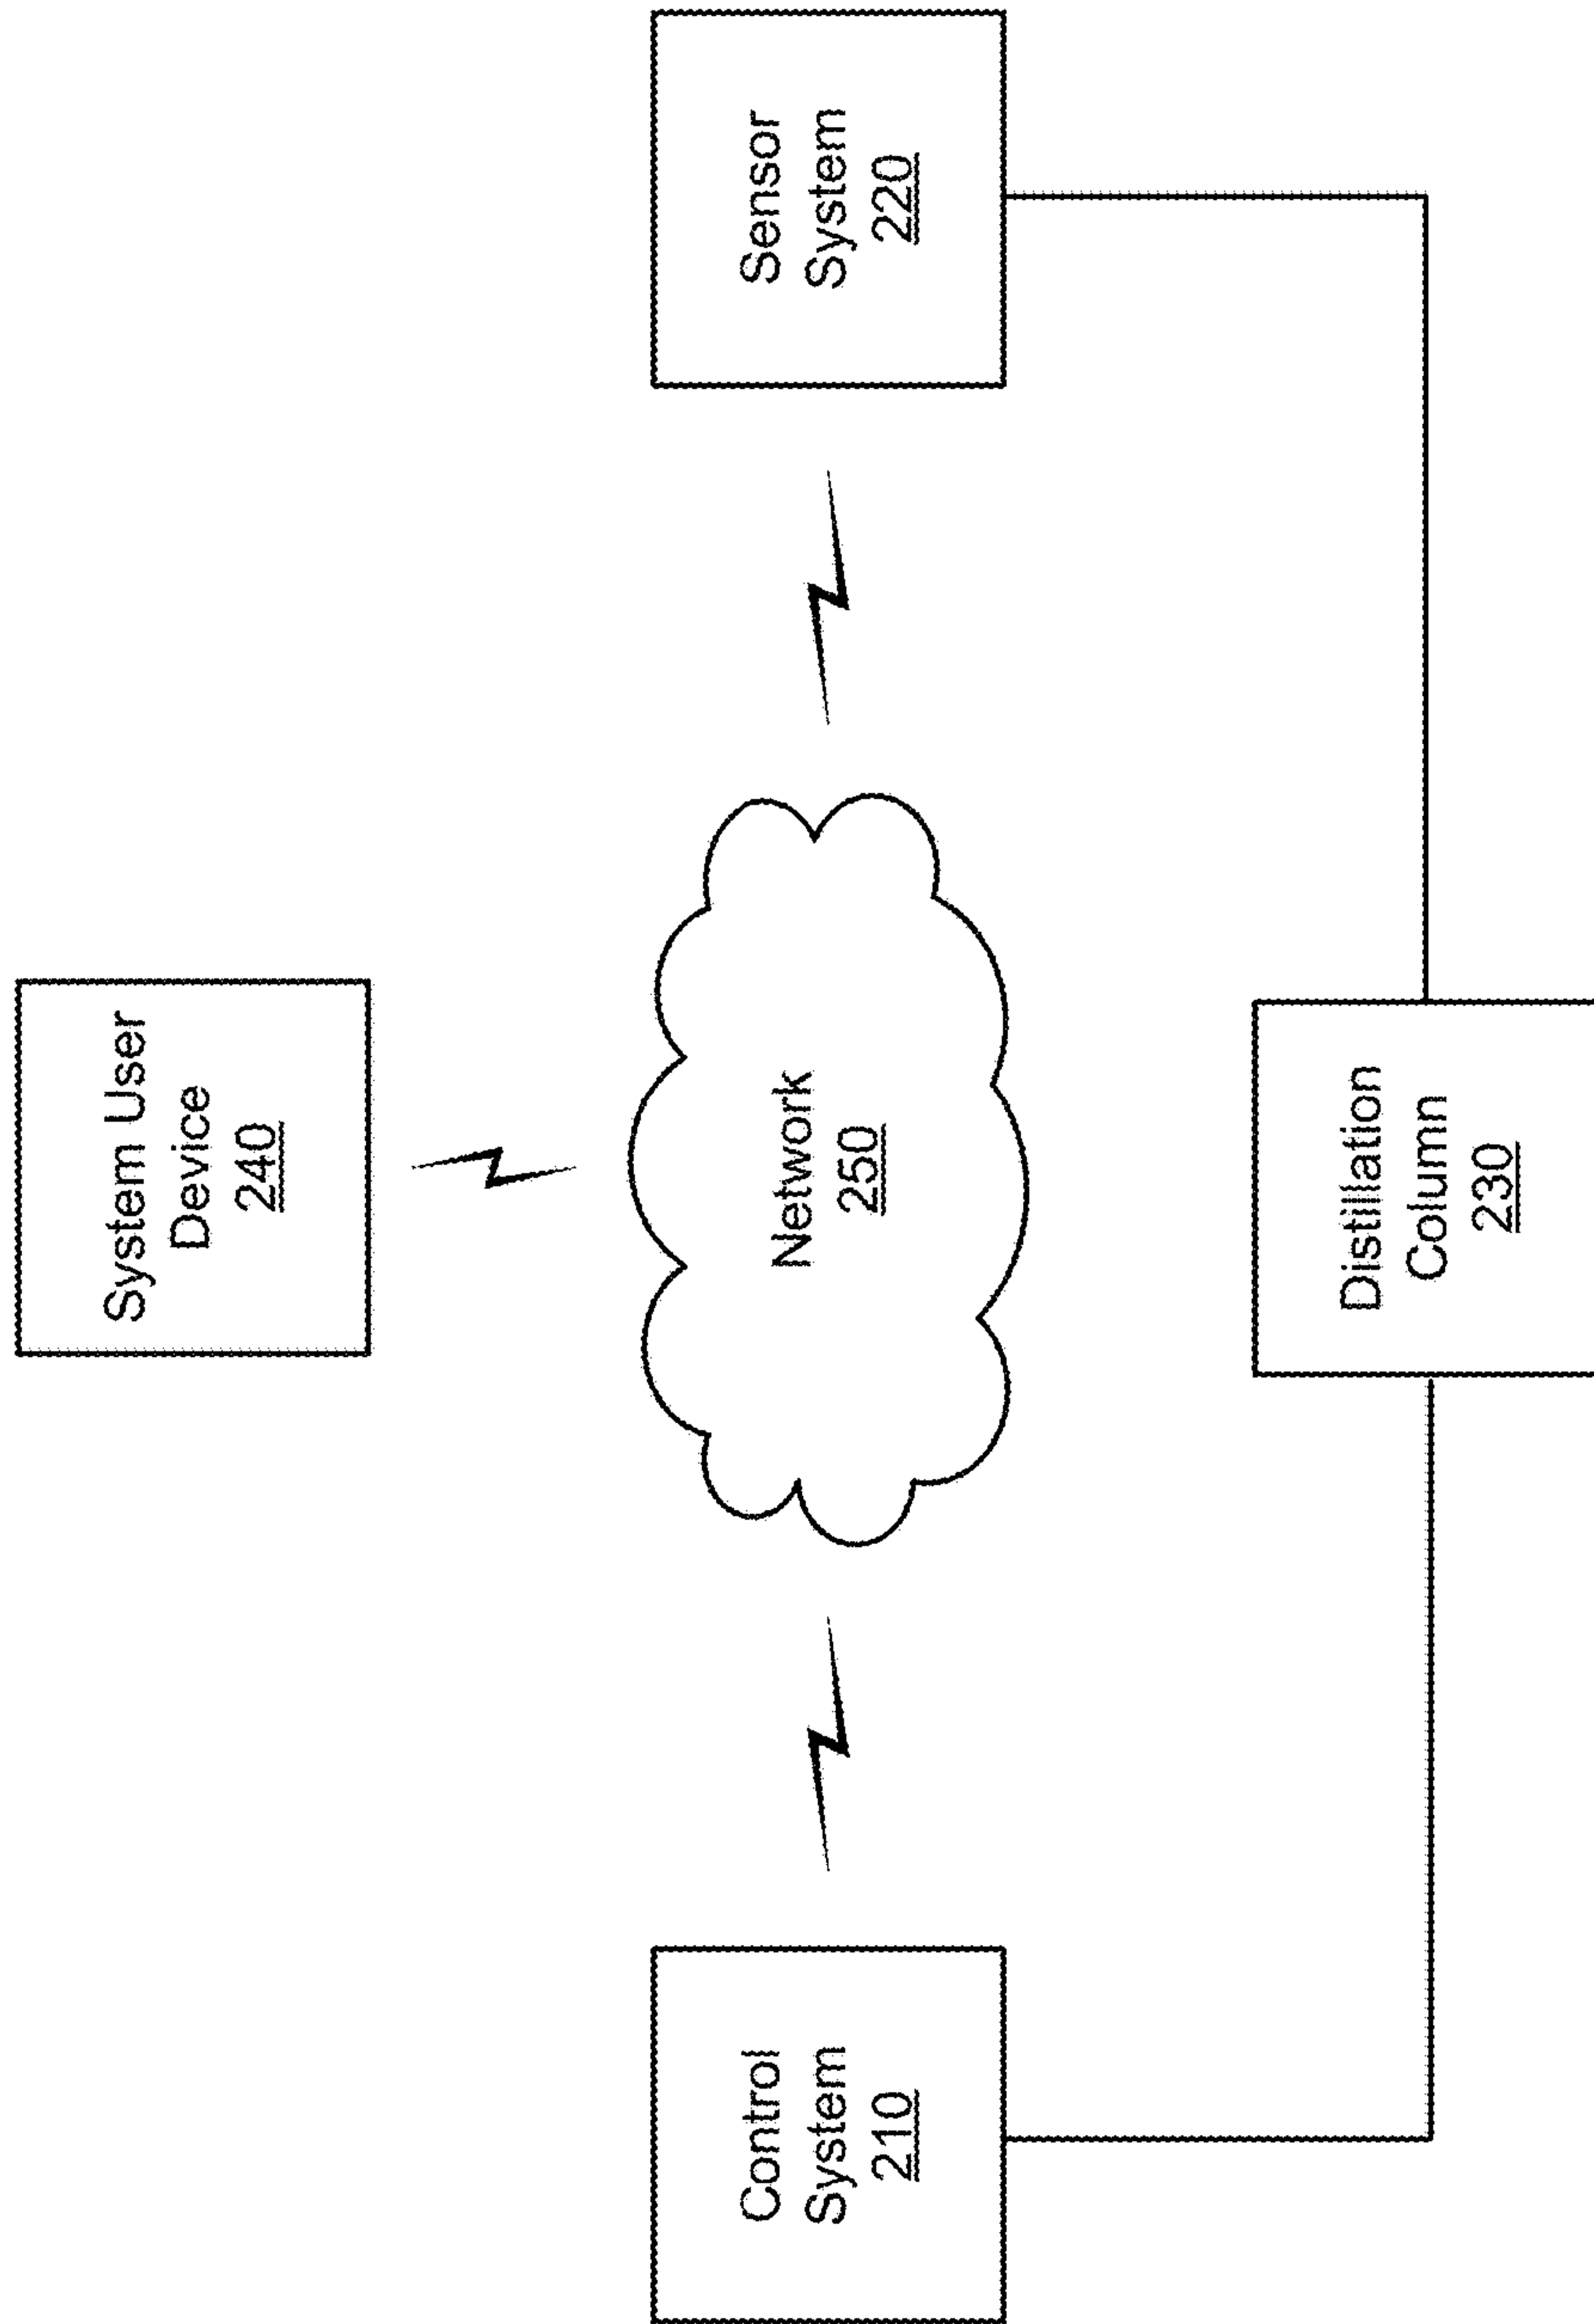 System User
Device
240
Control
System
210
Network
250
Sensor
System
220
Distillation
Column
230